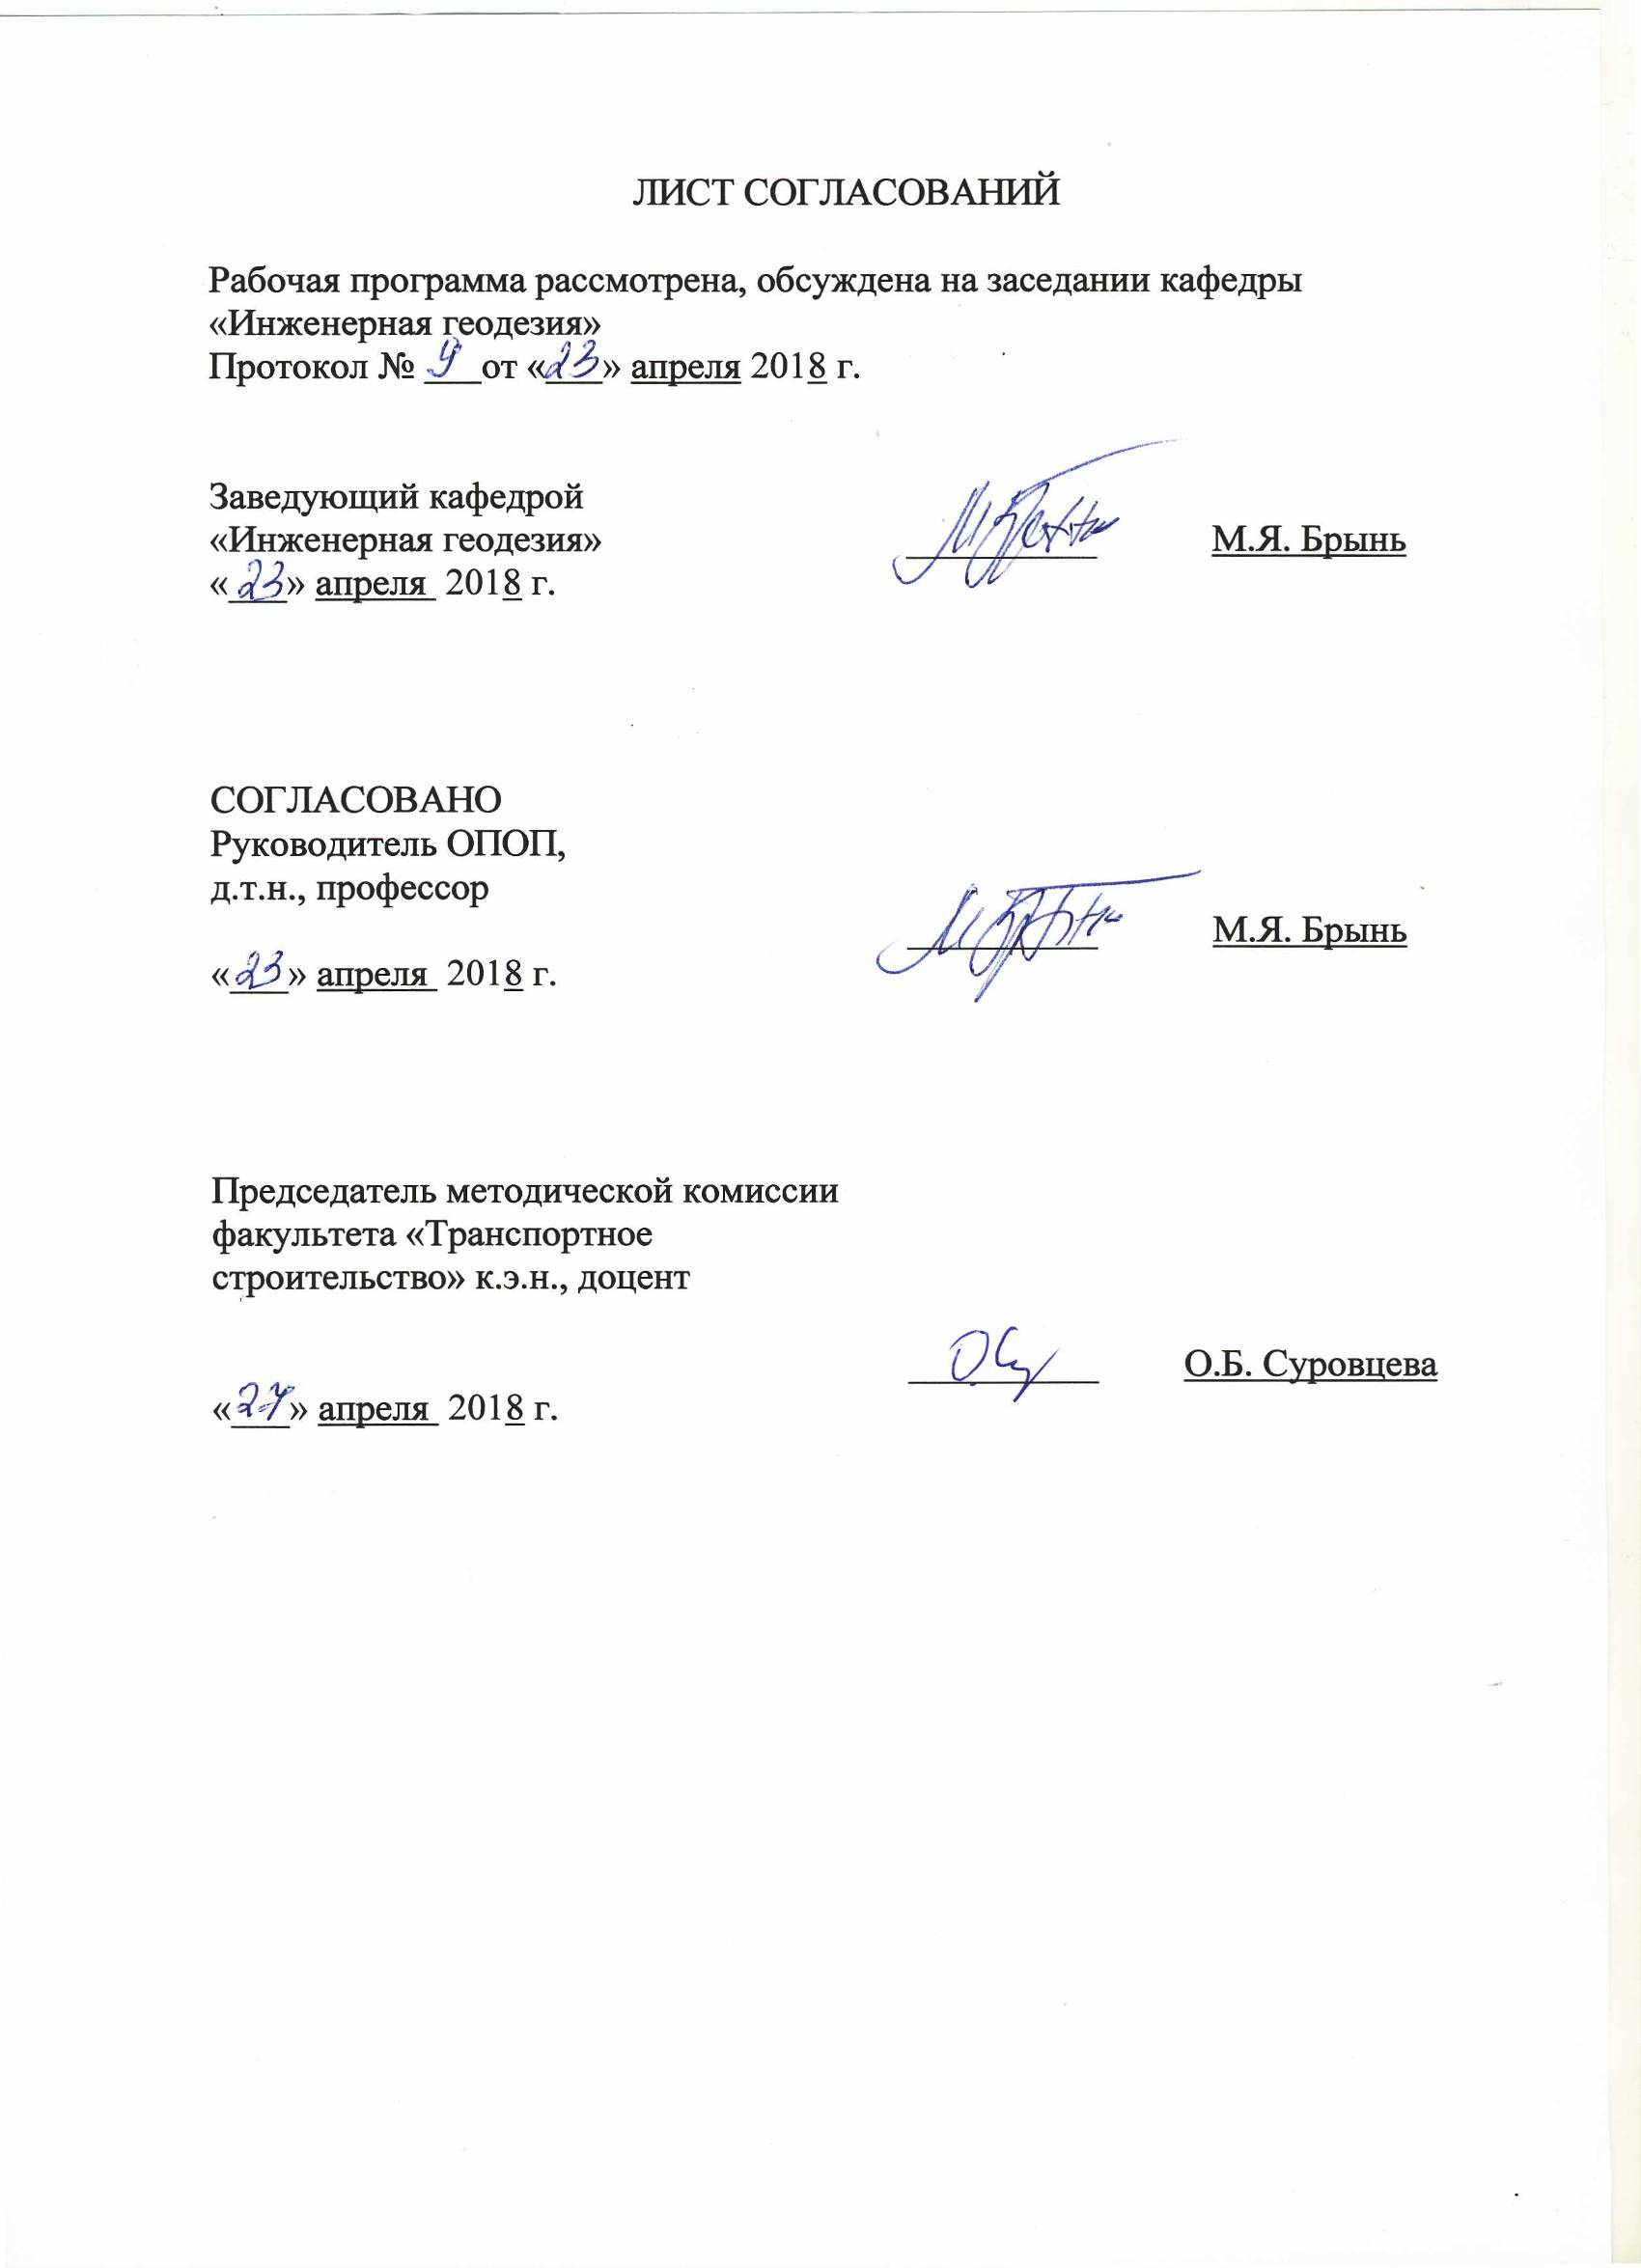 ЛИСТ СОГЛАСОВАНИЙ
Рабочая программа рассмотрена, обсуждена на заседании кафедры
«Инженерная геодезия»
Протокол № 9 от «23» апреля 2018 г.
Заведующий кафедрой
«Инженерная геодезия» М.Я. Брынь
«23» апреля 2018 г.
СОГЛАСОВАНО
Руководитель ОПОП,
д.т.н., профессор
М.Я. Брынь
«23» апреля 2018 г.
Председатель методической комиссии
факультета «Транспортное
строительство» к.э.н., доцент
О.Б. Суровцева
«27» апреля 2018 г.